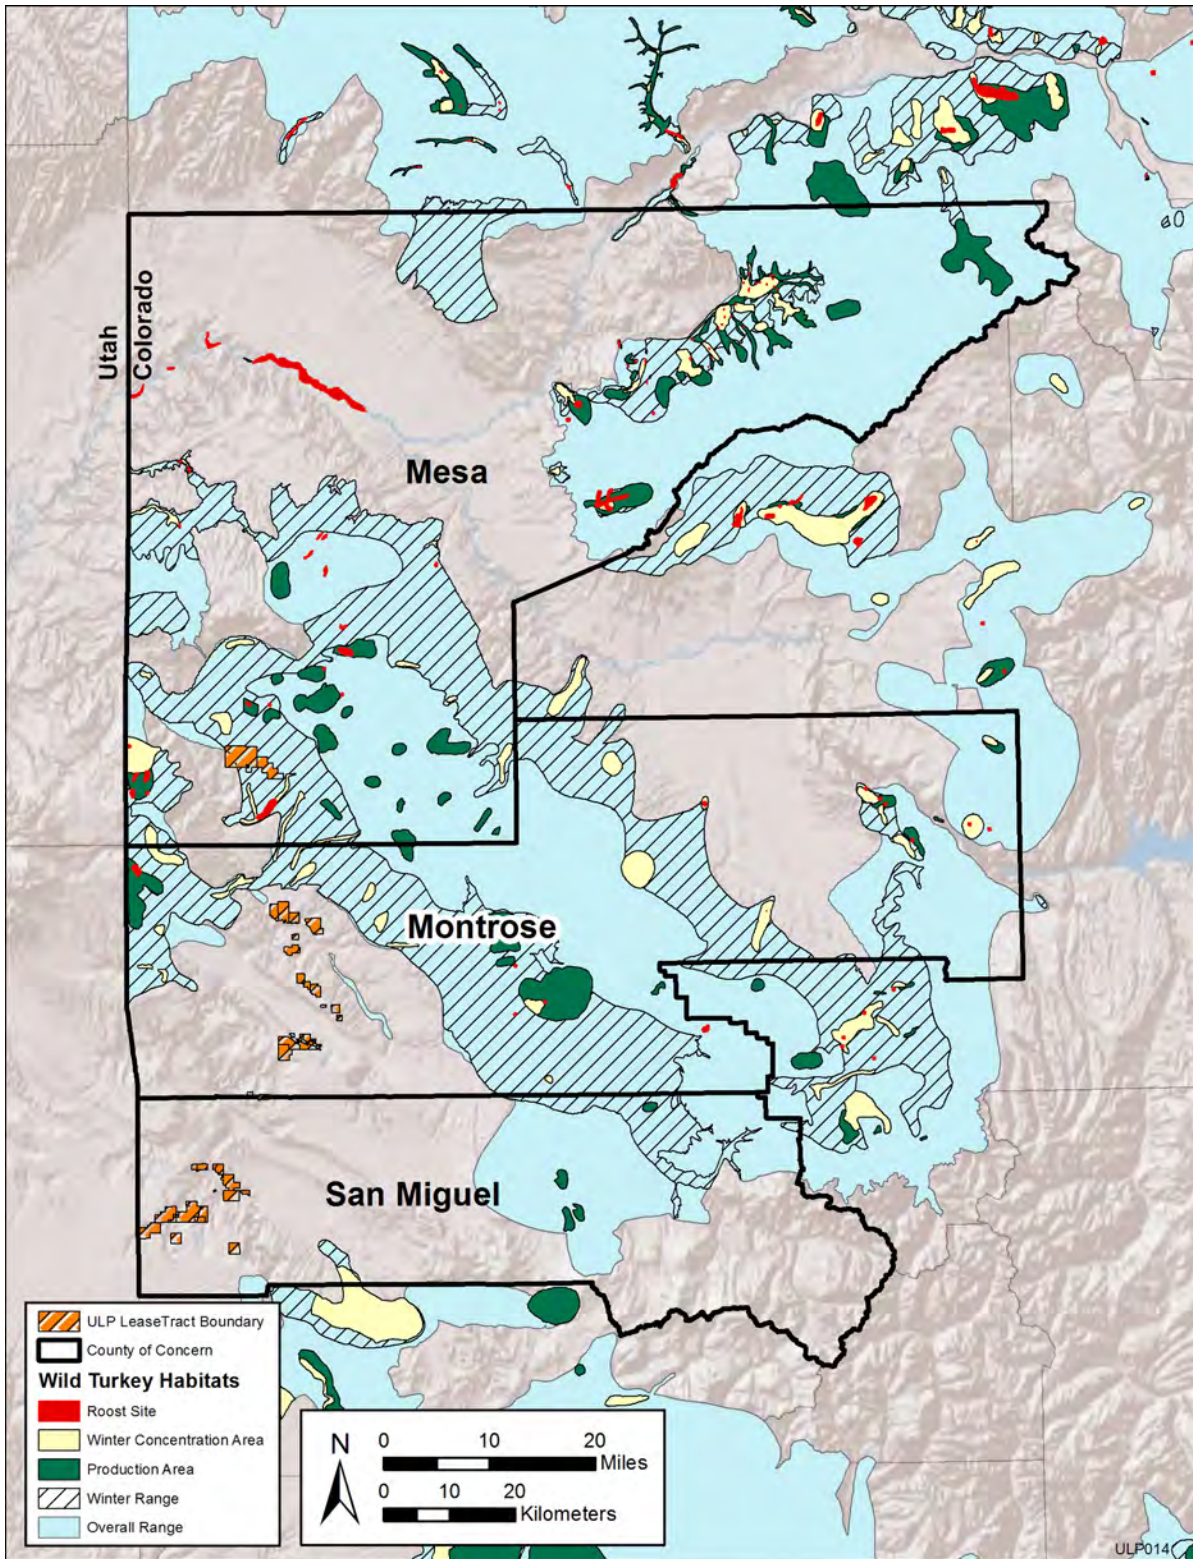 Utah
Colorado
Mesa
Montrose
San Miguel
ULP LeaseTract Boundary
County of Concern
Wild Turkey Habitats
Roost Site
Winter Concentration Area
Production Area
Winter Range
Overall Range
N
0 10 20
Miles
0 10 20
Kilometers
ULP014